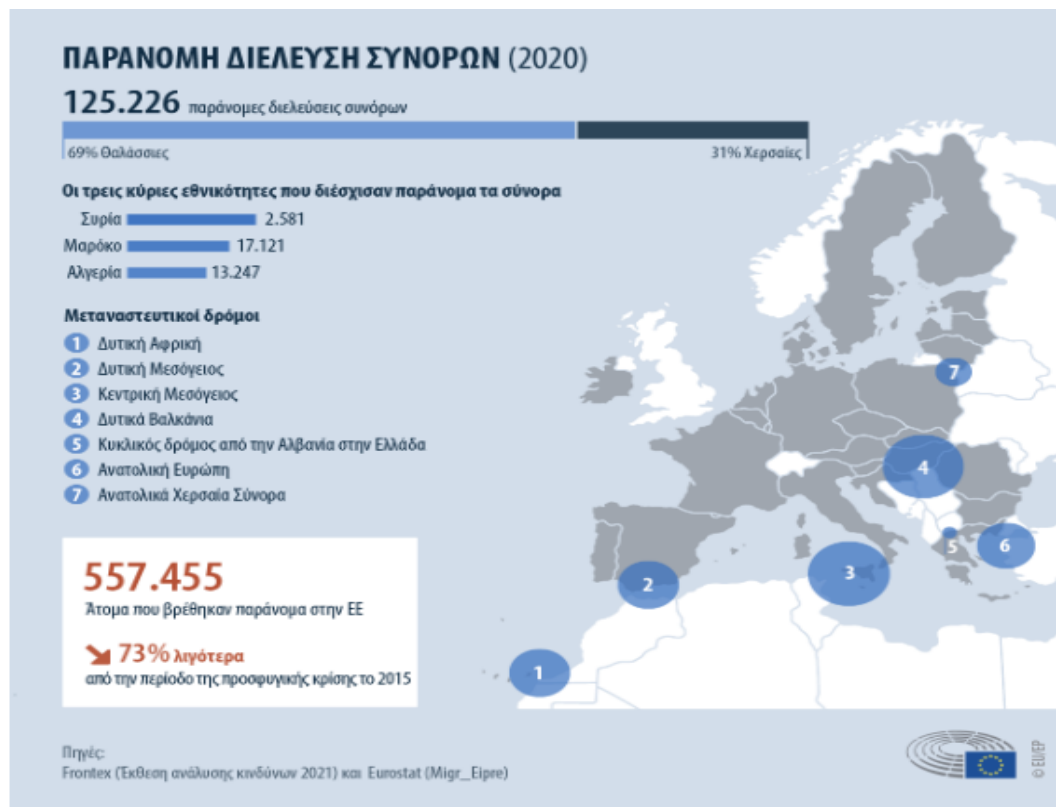 ΠΑΡΑΝΟΜΗ ΔΙΕΛΕΥΣΗ ΣΥΝΟΡΩΝ (2020)
125.226 παράνομες διελεύσεις συνόρων
69% Θαλάσσιες
31% Χερσαίες
Οι τρεις κύριες εθνικότητες που διέσχισαν παράνομα τα σύνορα
Συρία 2.581
Μαρόκο 17.121
Αλγερία 13.247
Μεταναστευτικοί δρόμοι
1 Δυτική Αφρική
2 Δυτική Μεσόγειος
3 Κεντρική Μεσόγειος
4 Δυτικά Βαλκάνια
5 Κυκλικός δρόμος από την Αλβανία στην Ελλάδα
6 Ανατολική Ευρώπη
7 Ανατολικά Χερσαία Σύνορα
7
4
5
6
3
2
1
557.455
Άτομα που βρέθηκαν παράνομα στην ΕΕ
73% λιγότερα
από την περίοδο της προσφυγικής κρίσης το 2015
Πηγές:
Frontex (Έκθεση ανάλυσης κινδύνων 2021) και Eurostat (Migr_Eipre)
© EU/EP